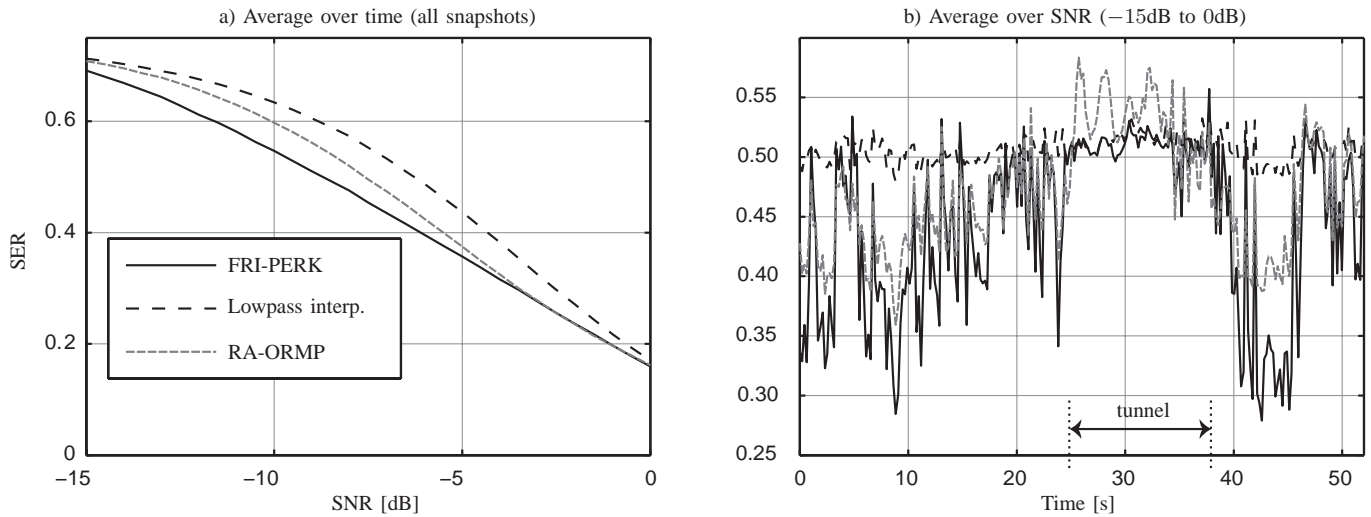 a) Average over time (all snapshots)
0.6
0.4
0.2
0
SER
−15
−10
−5
0
SNR [dB]
FRI-PERK
Lowpass interp.
RA-ORMP
b) Average over SNR (−15dB to 0dB)
0.55
0.50
0.45
0.40
0.35
0.30
0.25
tunnel
0
10
20
30
40
50
Time [s]